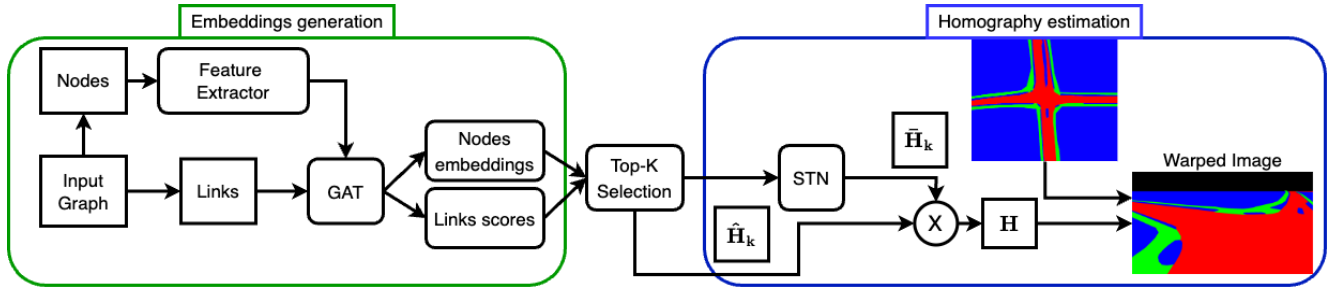 Embeddings generation
Homography estimation
Nodes
Feature
Extractor
Input
Graph
Links
GAT
Nodes
embeddings
Links scores
Top-K
Selection
STN
H̄ₖ
Ĥₖ
X
H
Warped Image